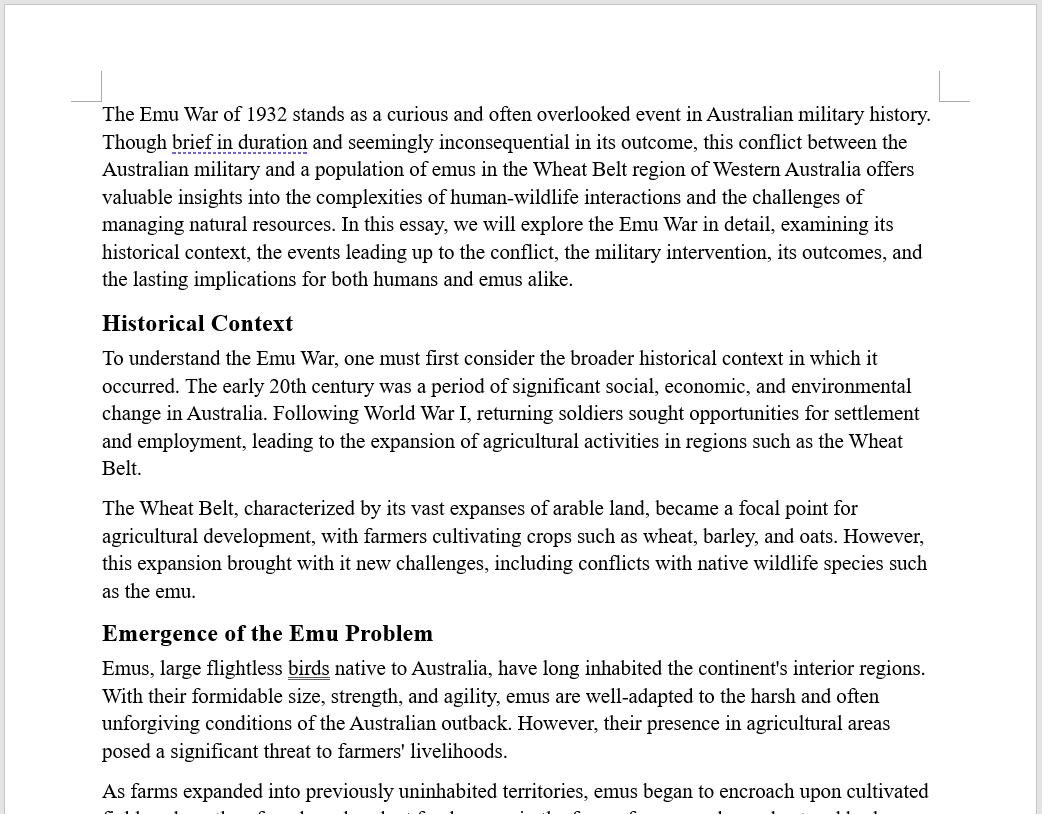 The Emu War of 1932 stands as a curious and often overlooked event in Australian military history.
Though brief in duration and seemingly inconsequential in its outcome, this conflict between the
Australian military and a population of emus in the Wheat Belt region of Western Australia offers
valuable insights into the complexities of human-wildlife interactions and the challenges of
managing natural resources. In this essay, we will explore the Emu War in detail, examining its
historical context, the events leading up to the conflict, the military intervention, its outcomes, and
the lasting implications for both humans and emus alike.
Historical Context
To understand the Emu War, one must first consider the broader historical context in which it
occurred. The early 20th century was a period of significant social, economic, and environmental
change in Australia. Following World War I, returning soldiers sought opportunities for settlement
and employment, leading to the expansion of agricultural activities in regions such as the Wheat
Belt.
The Wheat Belt, characterized by its vast expanses of arable land, became a focal point for
agricultural development, with farmers cultivating crops such as wheat, barley, and oats. However,
this expansion brought with it new challenges, including conflicts with native wildlife species such
as the emu.
Emergence of the Emu Problem
Emus, large flightless birds native to Australia, have long inhabited the continent's interior regions.
With their formidable size, strength, and agility, emus are well-adapted to the harsh and often
unforgiving conditions of the Australian outback. However, their presence in agricultural areas
posed a significant threat to farmers' livelihoods.
As farms expanded into previously uninhabited territories, emus began to encroach upon cultivated